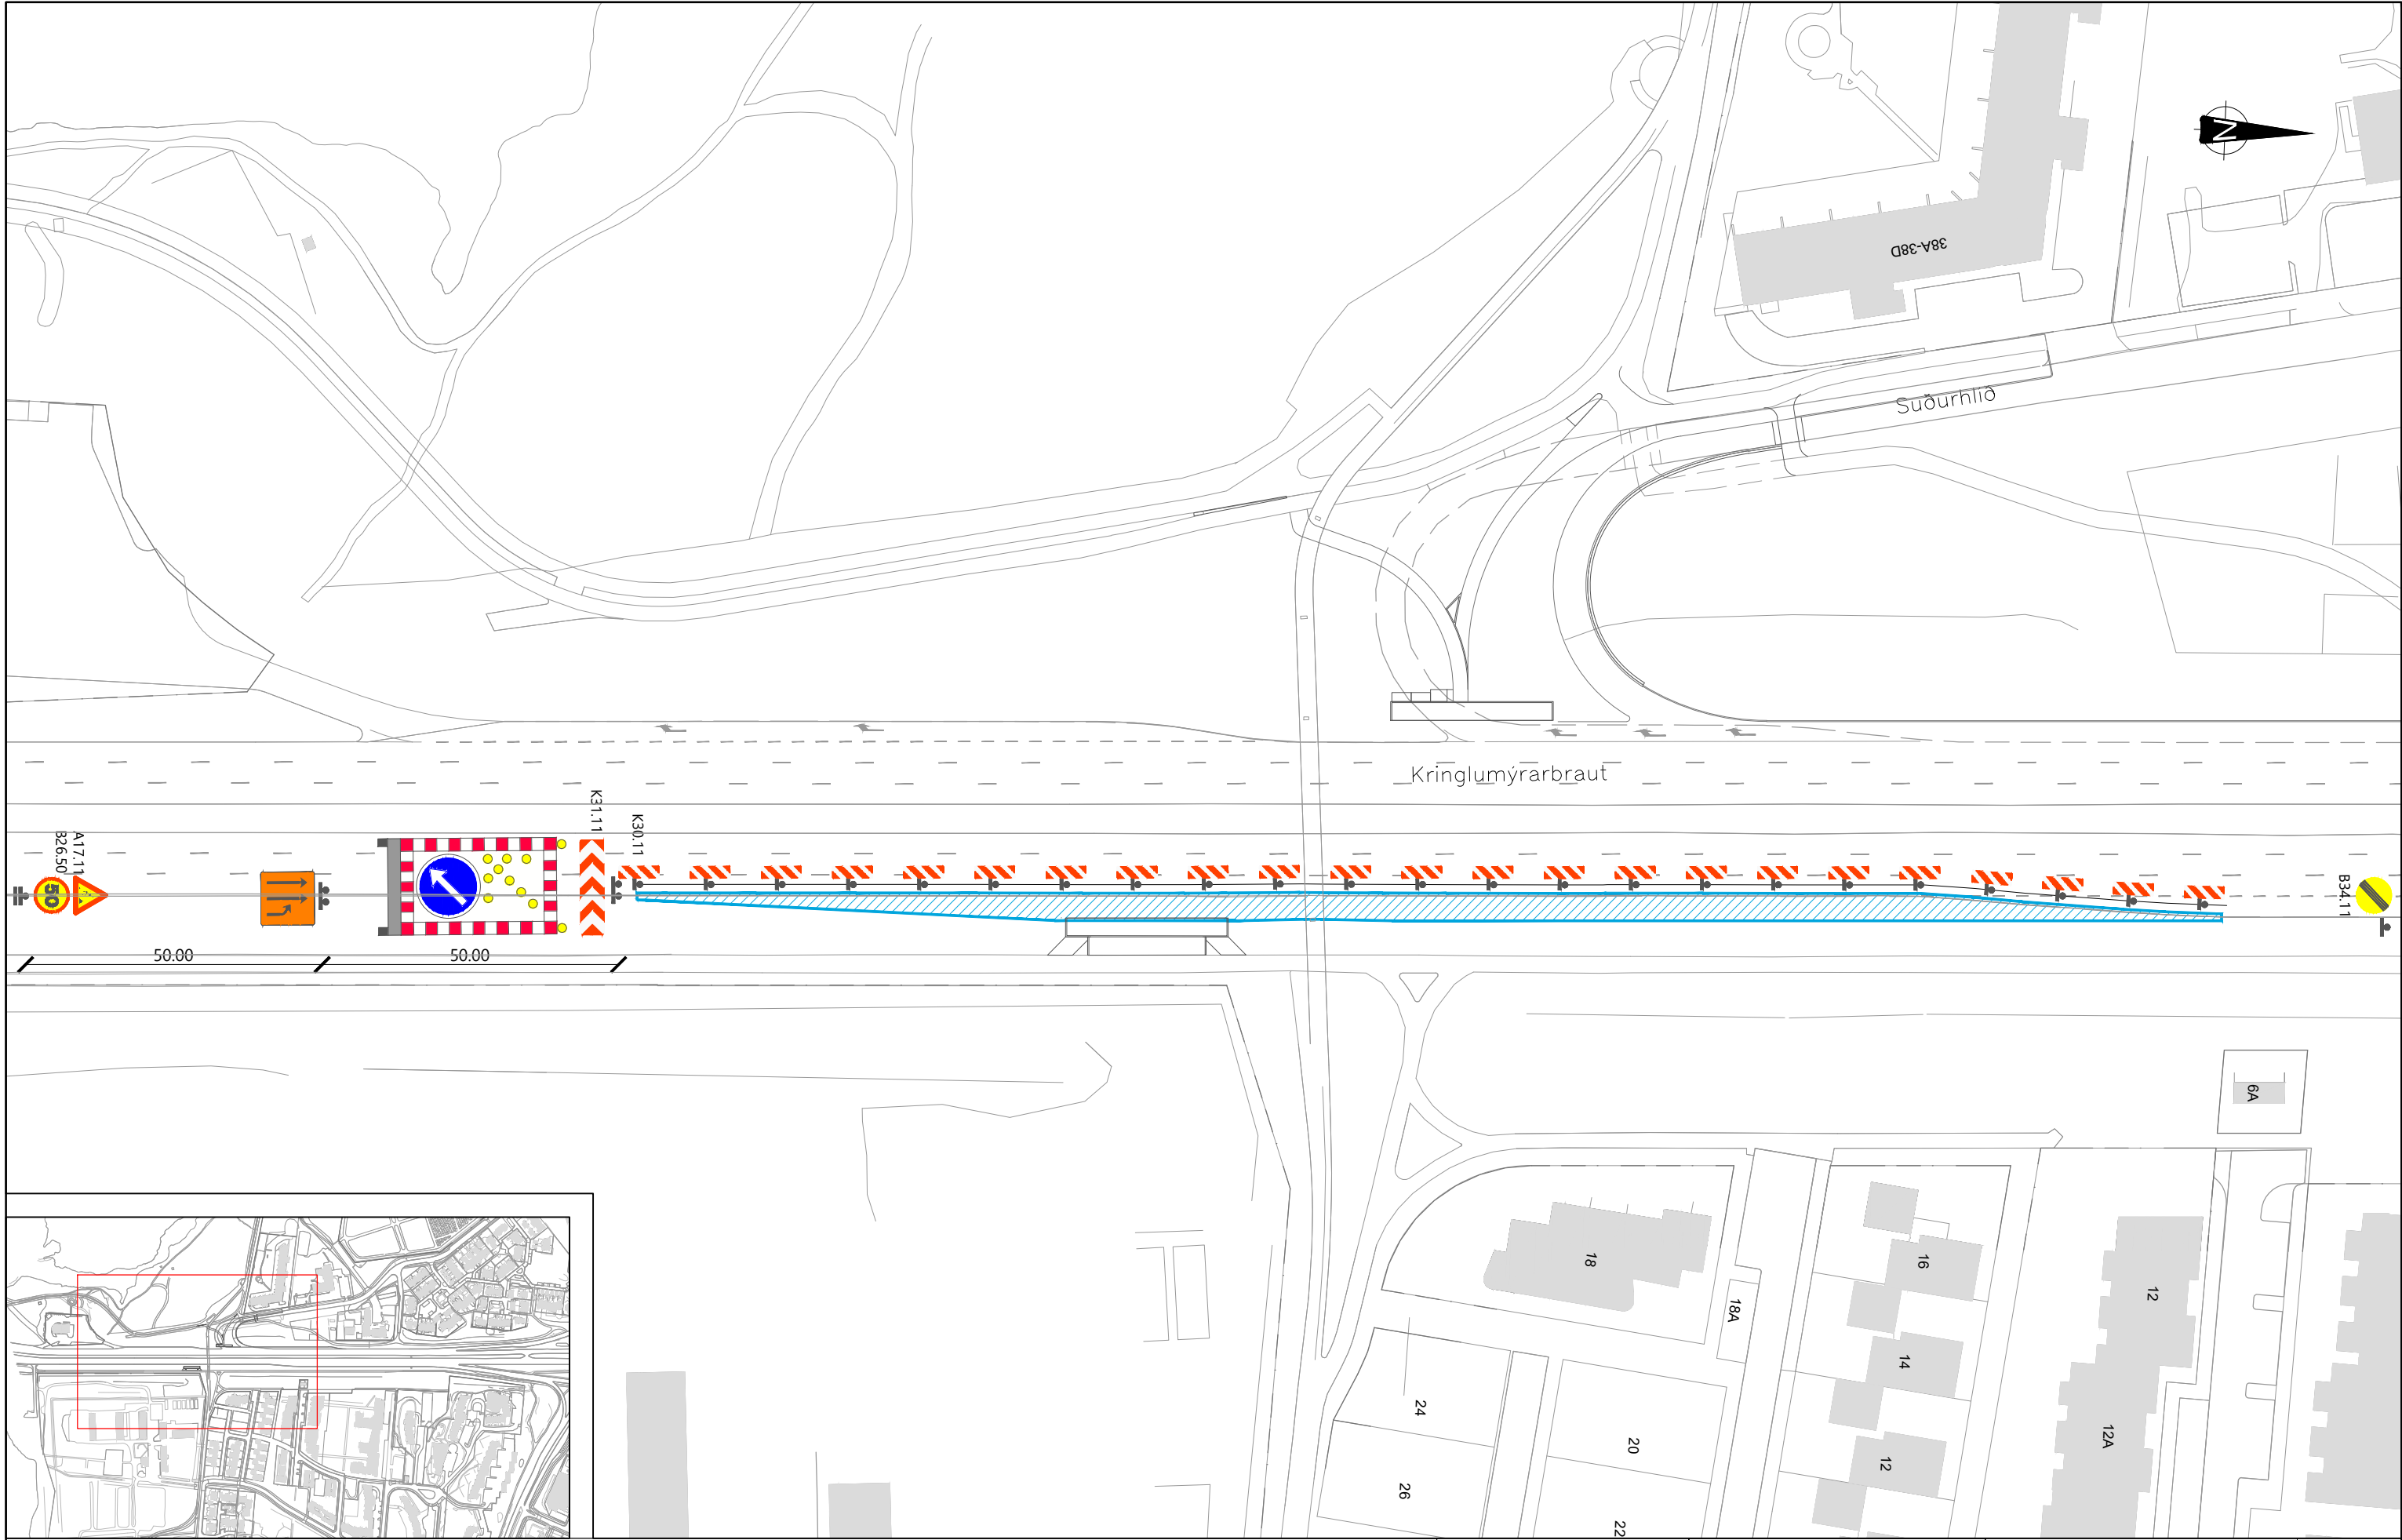 N
38A-38D
Suðurhlíð
Kringlumýrarbraut
K31.11
K30.11
A17.11
B26.50
50
B34.11
50.00
50.00
6A
18
16
12
18A
14
24
20
12A
12
26
22